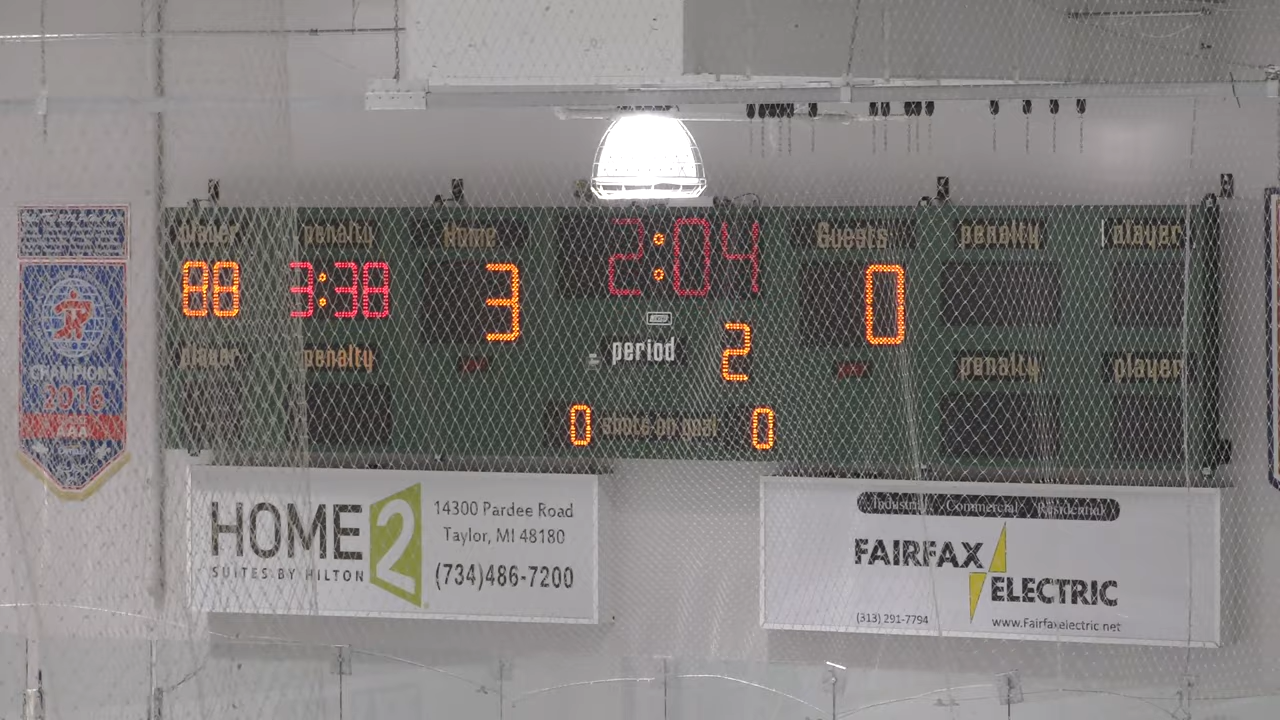 player penalty Home 2:04 Guests penalty player
88 3:38 3 0
period 2
player penalty penalty player
0 shots on goal 0
CHAMPIONS
2016
AAA
HOME 2
SUITES BY HILTON
14300 Pardee Road
Taylor, MI 48180
(734)486-7200
Industrial Commercial Residential
FAIRFAX
ELECTRIC
(313) 291-7794 www.Fairfaxelectric.net